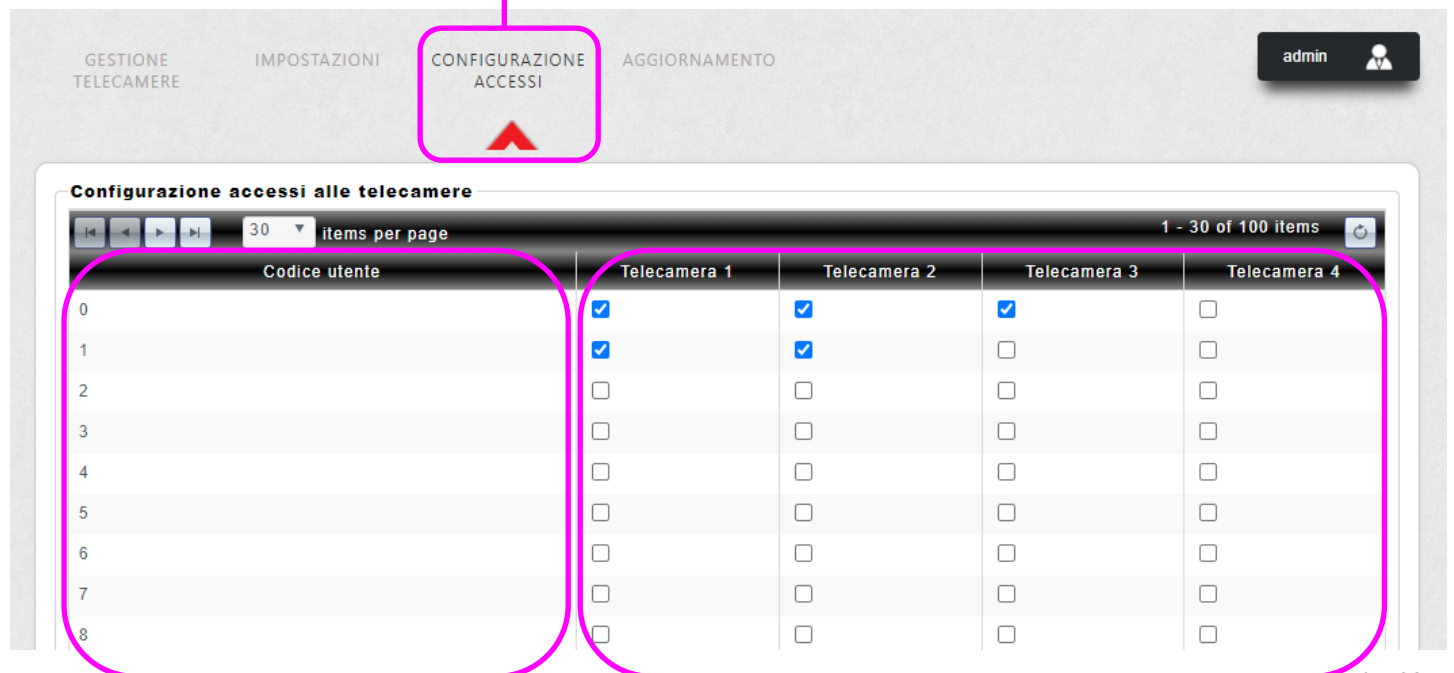 GESTIONE TELECAMERE
IMPOSTAZIONI
CONFIGURAZIONE ACCESSI
AGGIORNAMENTO
admin
Configurazione accessi alle telecamere
30 items per page 1 - 30 of 100 items
Codice utente Telecamera 1 Telecamera 2 Telecamera 3 Telecamera 4
0
1
2
3
4
5
6
7
8